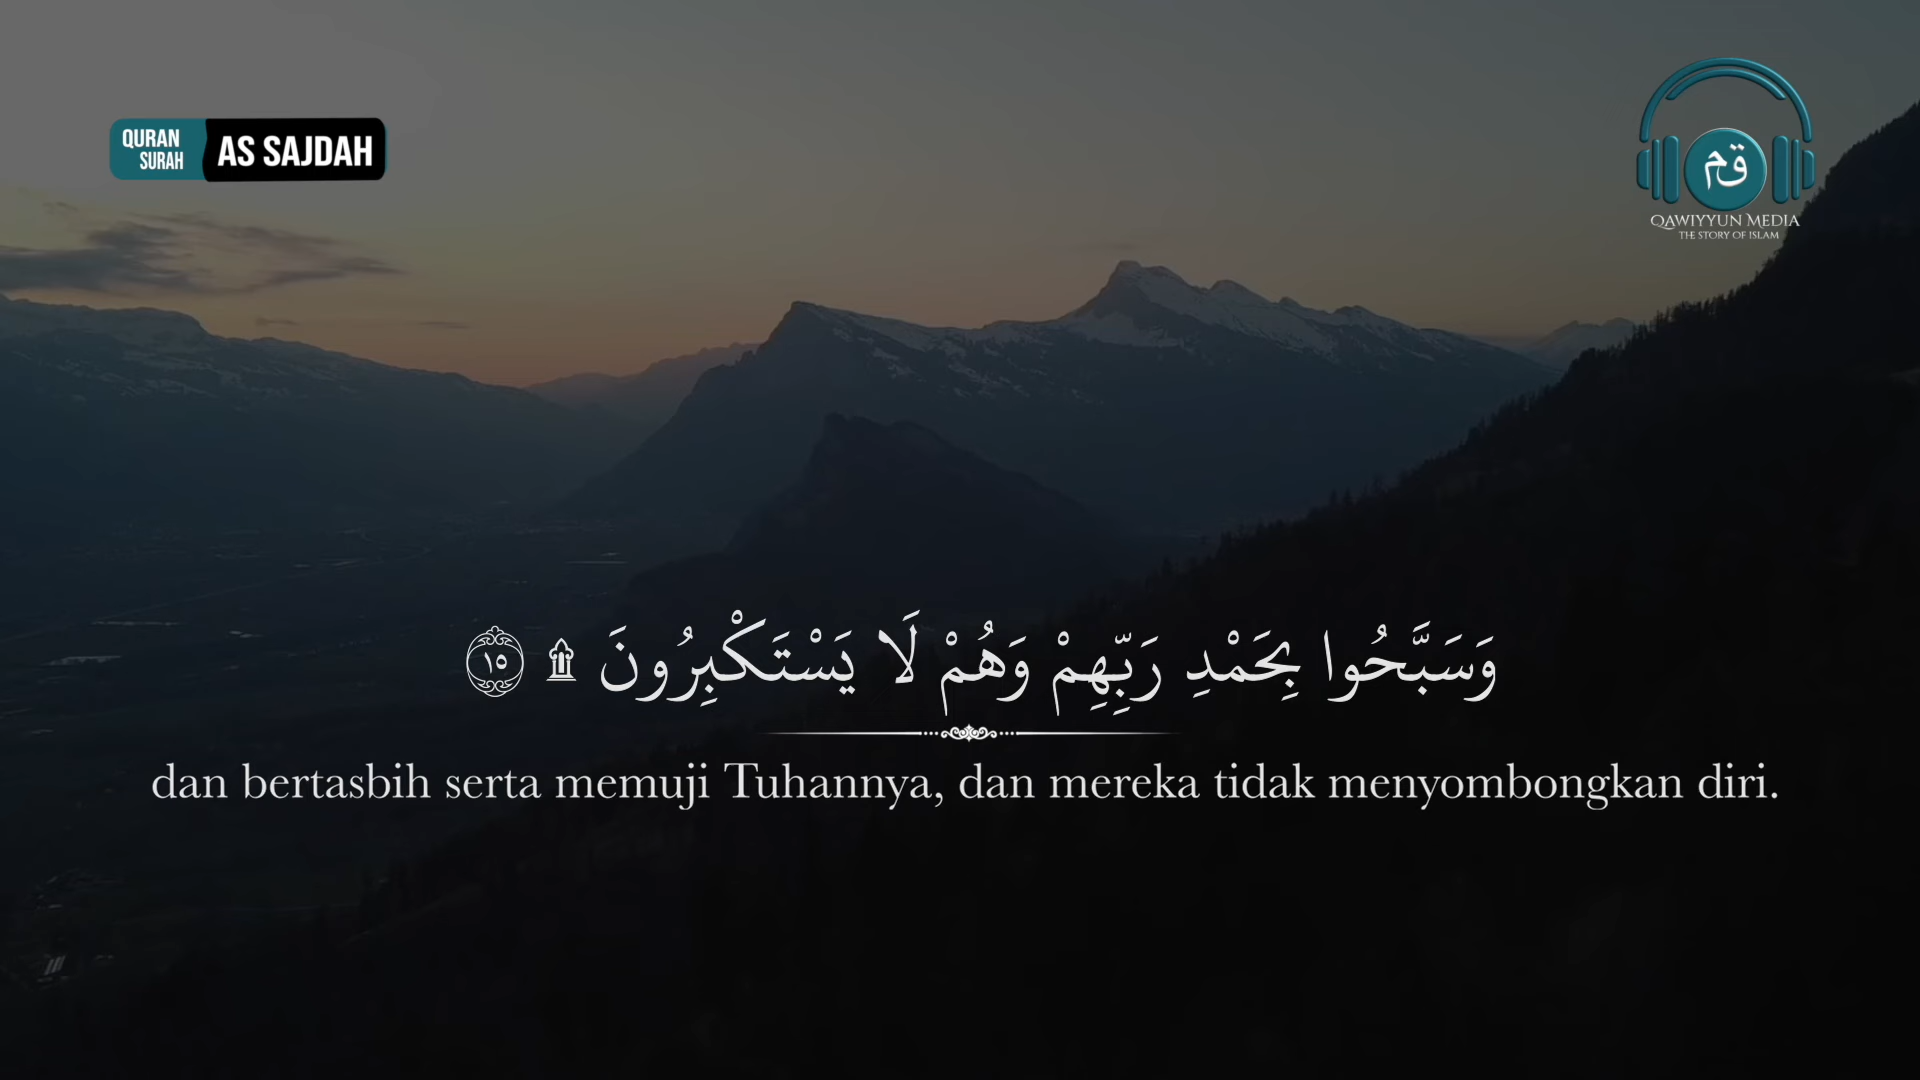 QURAN
SURAH
AS SAJDAH
قم
QAWIYYUN MEDIA
THE STORY OF ISLAM
وَسَبَّحُوا بِحَمْدِ رَبِّهِمْ وَهُمْ لَا يَسْتَكْبِرُونَ ۩ ١٥
dan bertasbih serta memuji Tuhannya, dan mereka tidak menyombongkan diri.